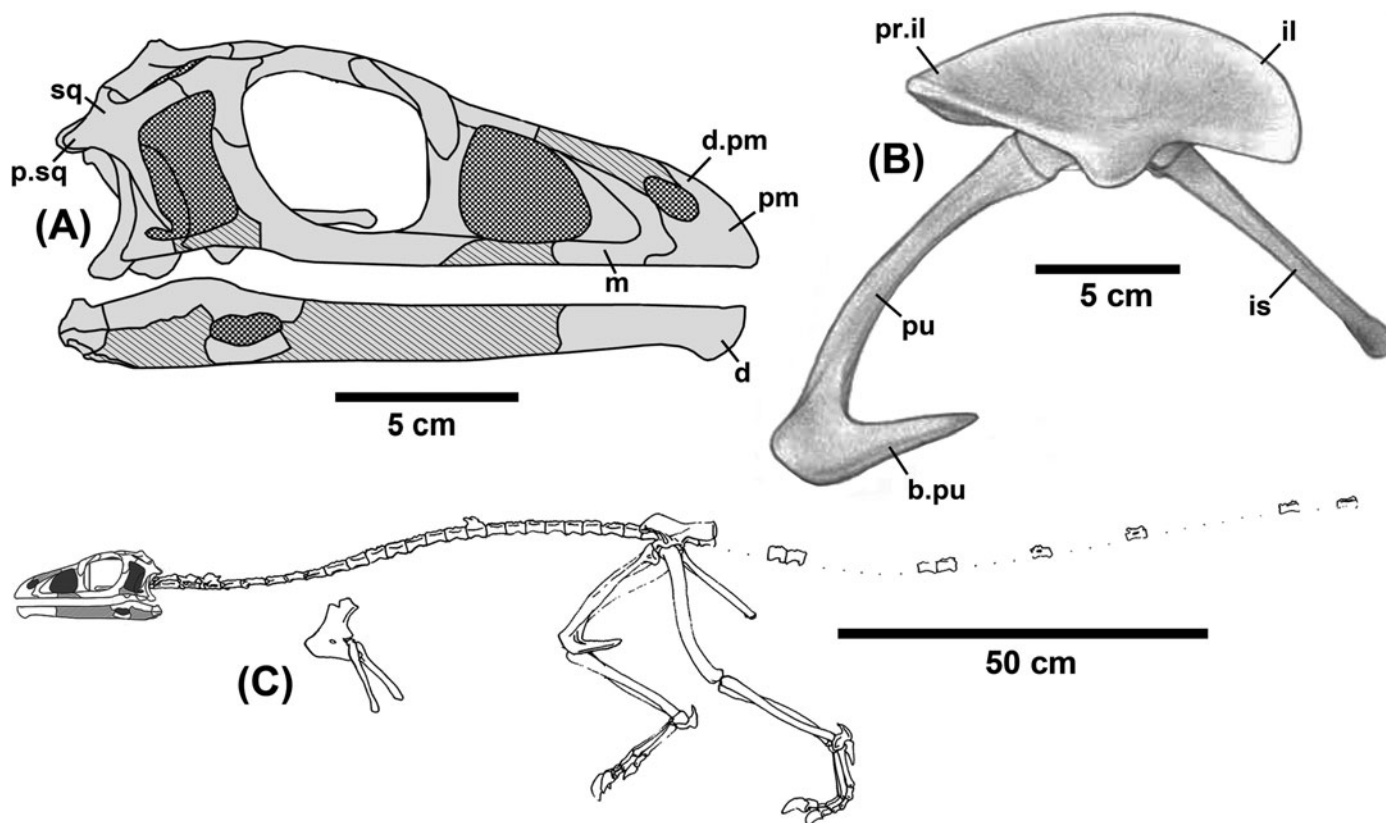 sq
p.sq
(A)
d.pm
pm
m
d
5 cm
pr.il
il
(B)
5 cm
pu
is
b.pu
(C)
50 cm